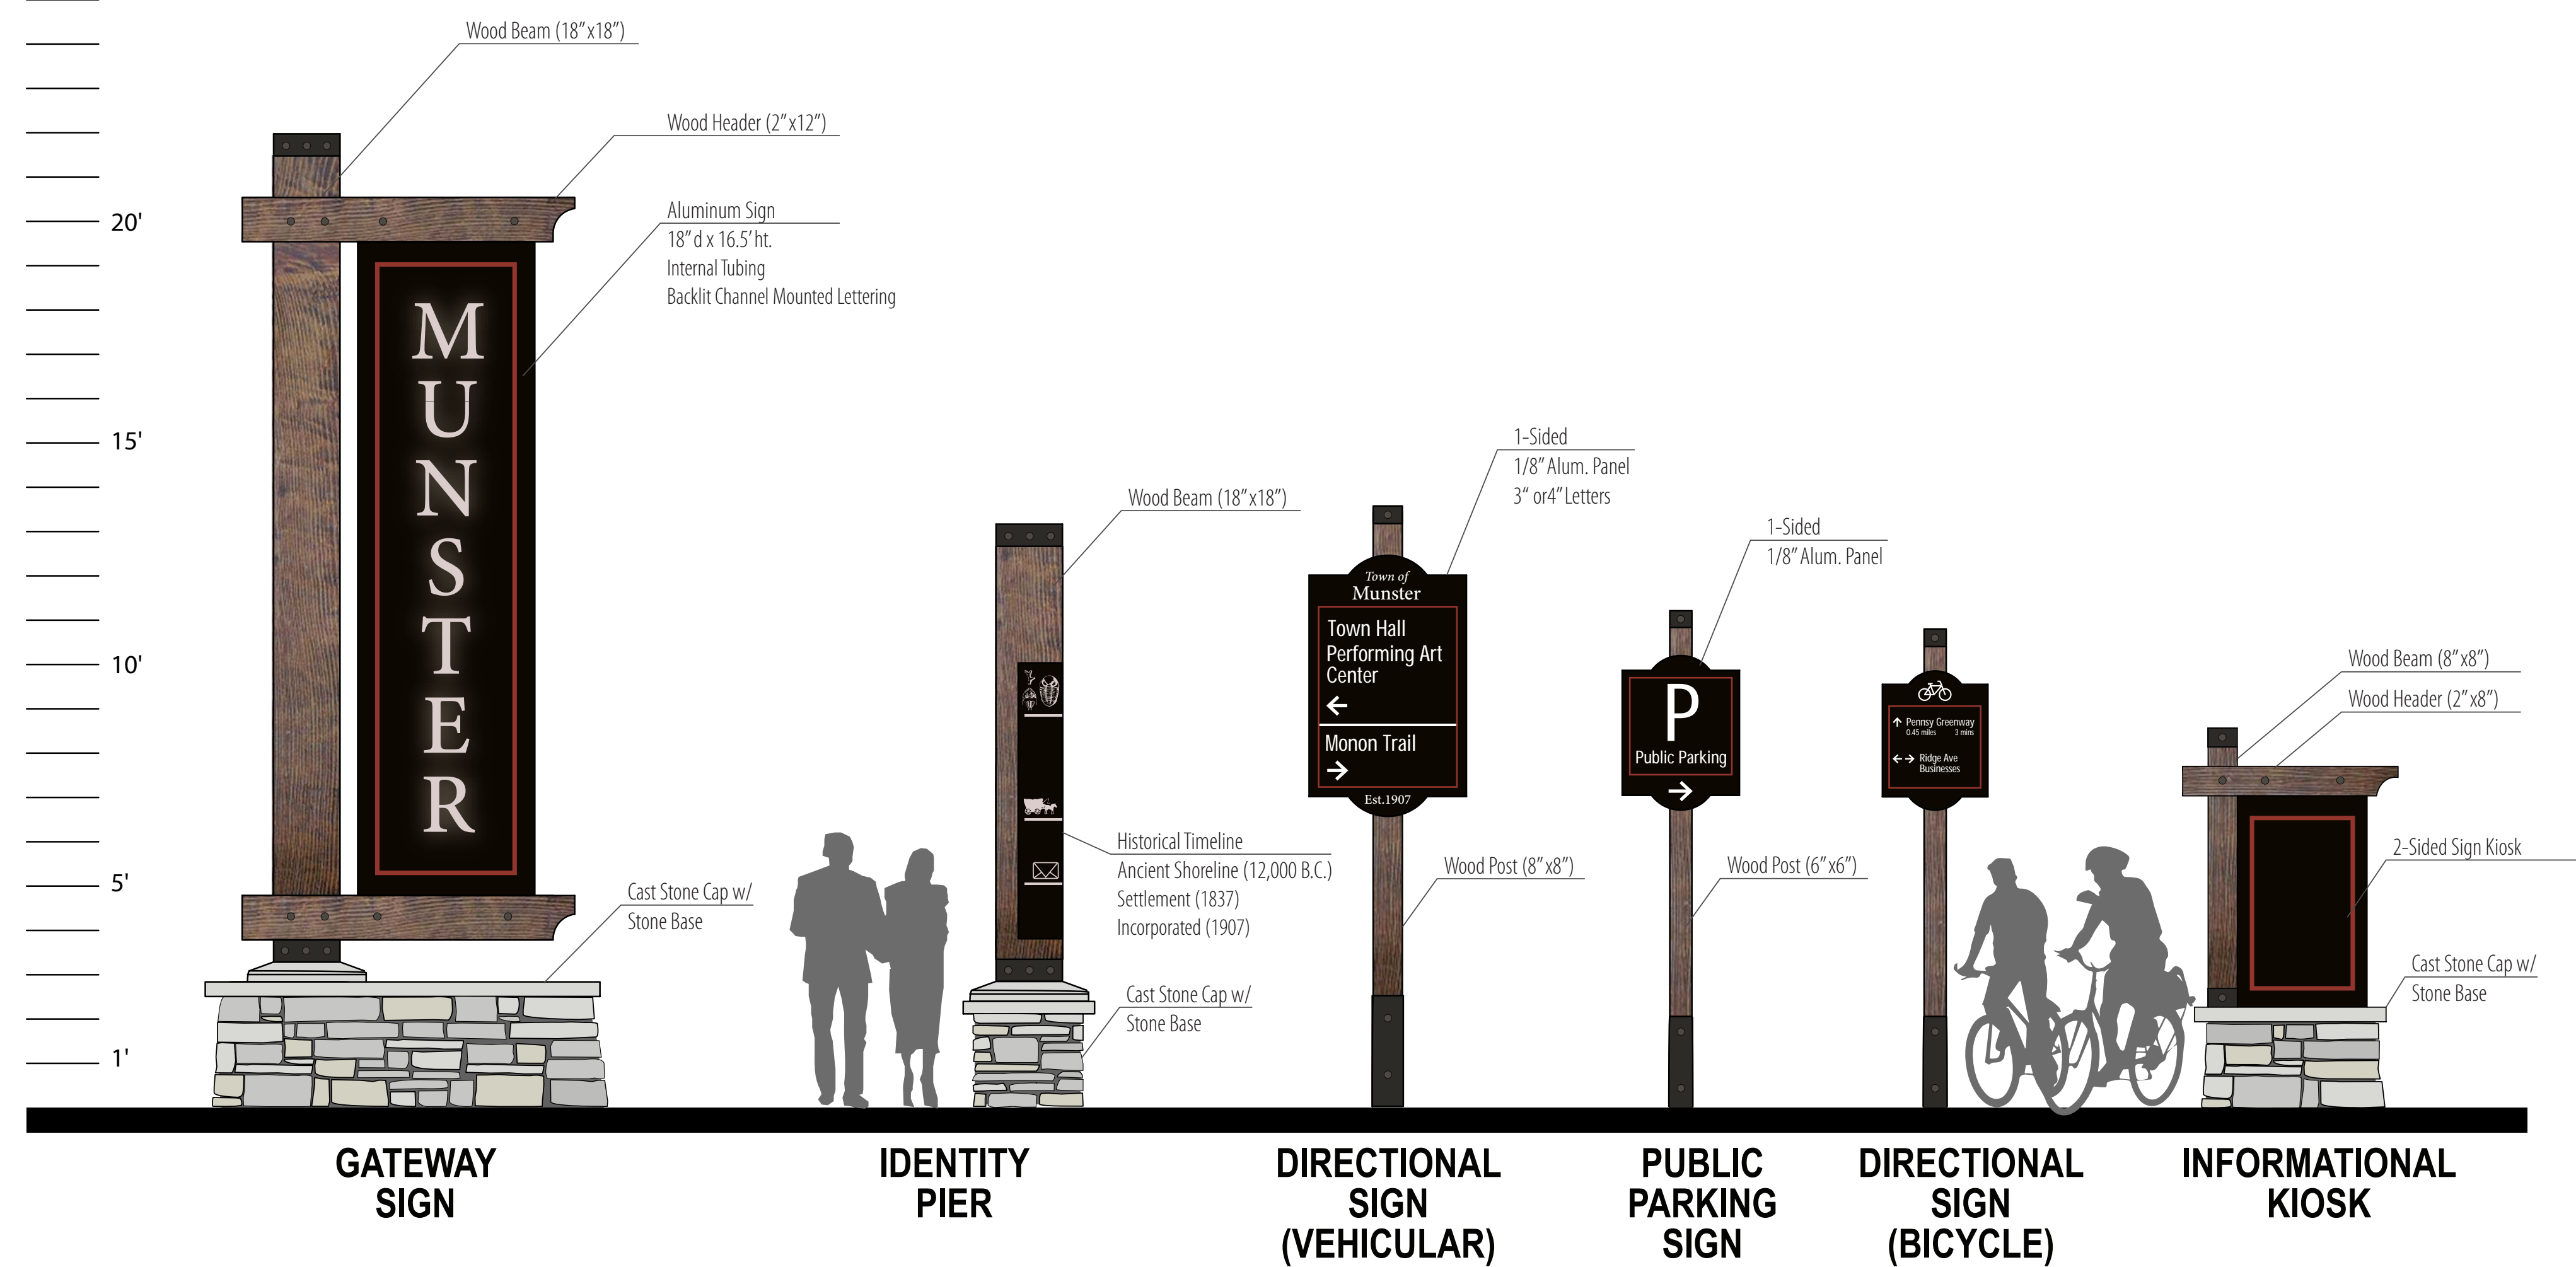 20'
15'
10'
5'
1'
Wood Beam (18”x18”)
Wood Header (2”x12”)
Aluminum Sign
18”d x 16.5’ ht.
Internal Tubing
Backlit Channel Mounted Lettering
M
U
N
S
T
E
R
Cast Stone Cap w/
Stone Base
GATEWAY
SIGN
Wood Beam (18”x18”)
Historical Timeline
Ancient Shoreline (12,000 B.C.)
Settlement (1837)
Incorporated (1907)
Cast Stone Cap w/
Stone Base
IDENTITY
PIER
1-Sided
1/8” Alum. Panel
3“ or4” Letters
Town of
Munster
Town Hall
Performing Art
Center
←
Monon Trail
→
Est.1907
Wood Post (8”x8”)
DIRECTIONAL
SIGN
(VEHICULAR)
1-Sided
1/8” Alum. Panel
P
Public Parking
→
Wood Post (6”x6”)
PUBLIC
PARKING
SIGN
↑ Pennsy Greenway
0.45 miles 3 mins
←→ Ridge Ave
Businesses
DIRECTIONAL
SIGN
(BICYCLE)
Wood Beam (8”x8”)
Wood Header (2”x8”)
2-Sided Sign Kiosk
Cast Stone Cap w/
Stone Base
INFORMATIONAL
KIOSK